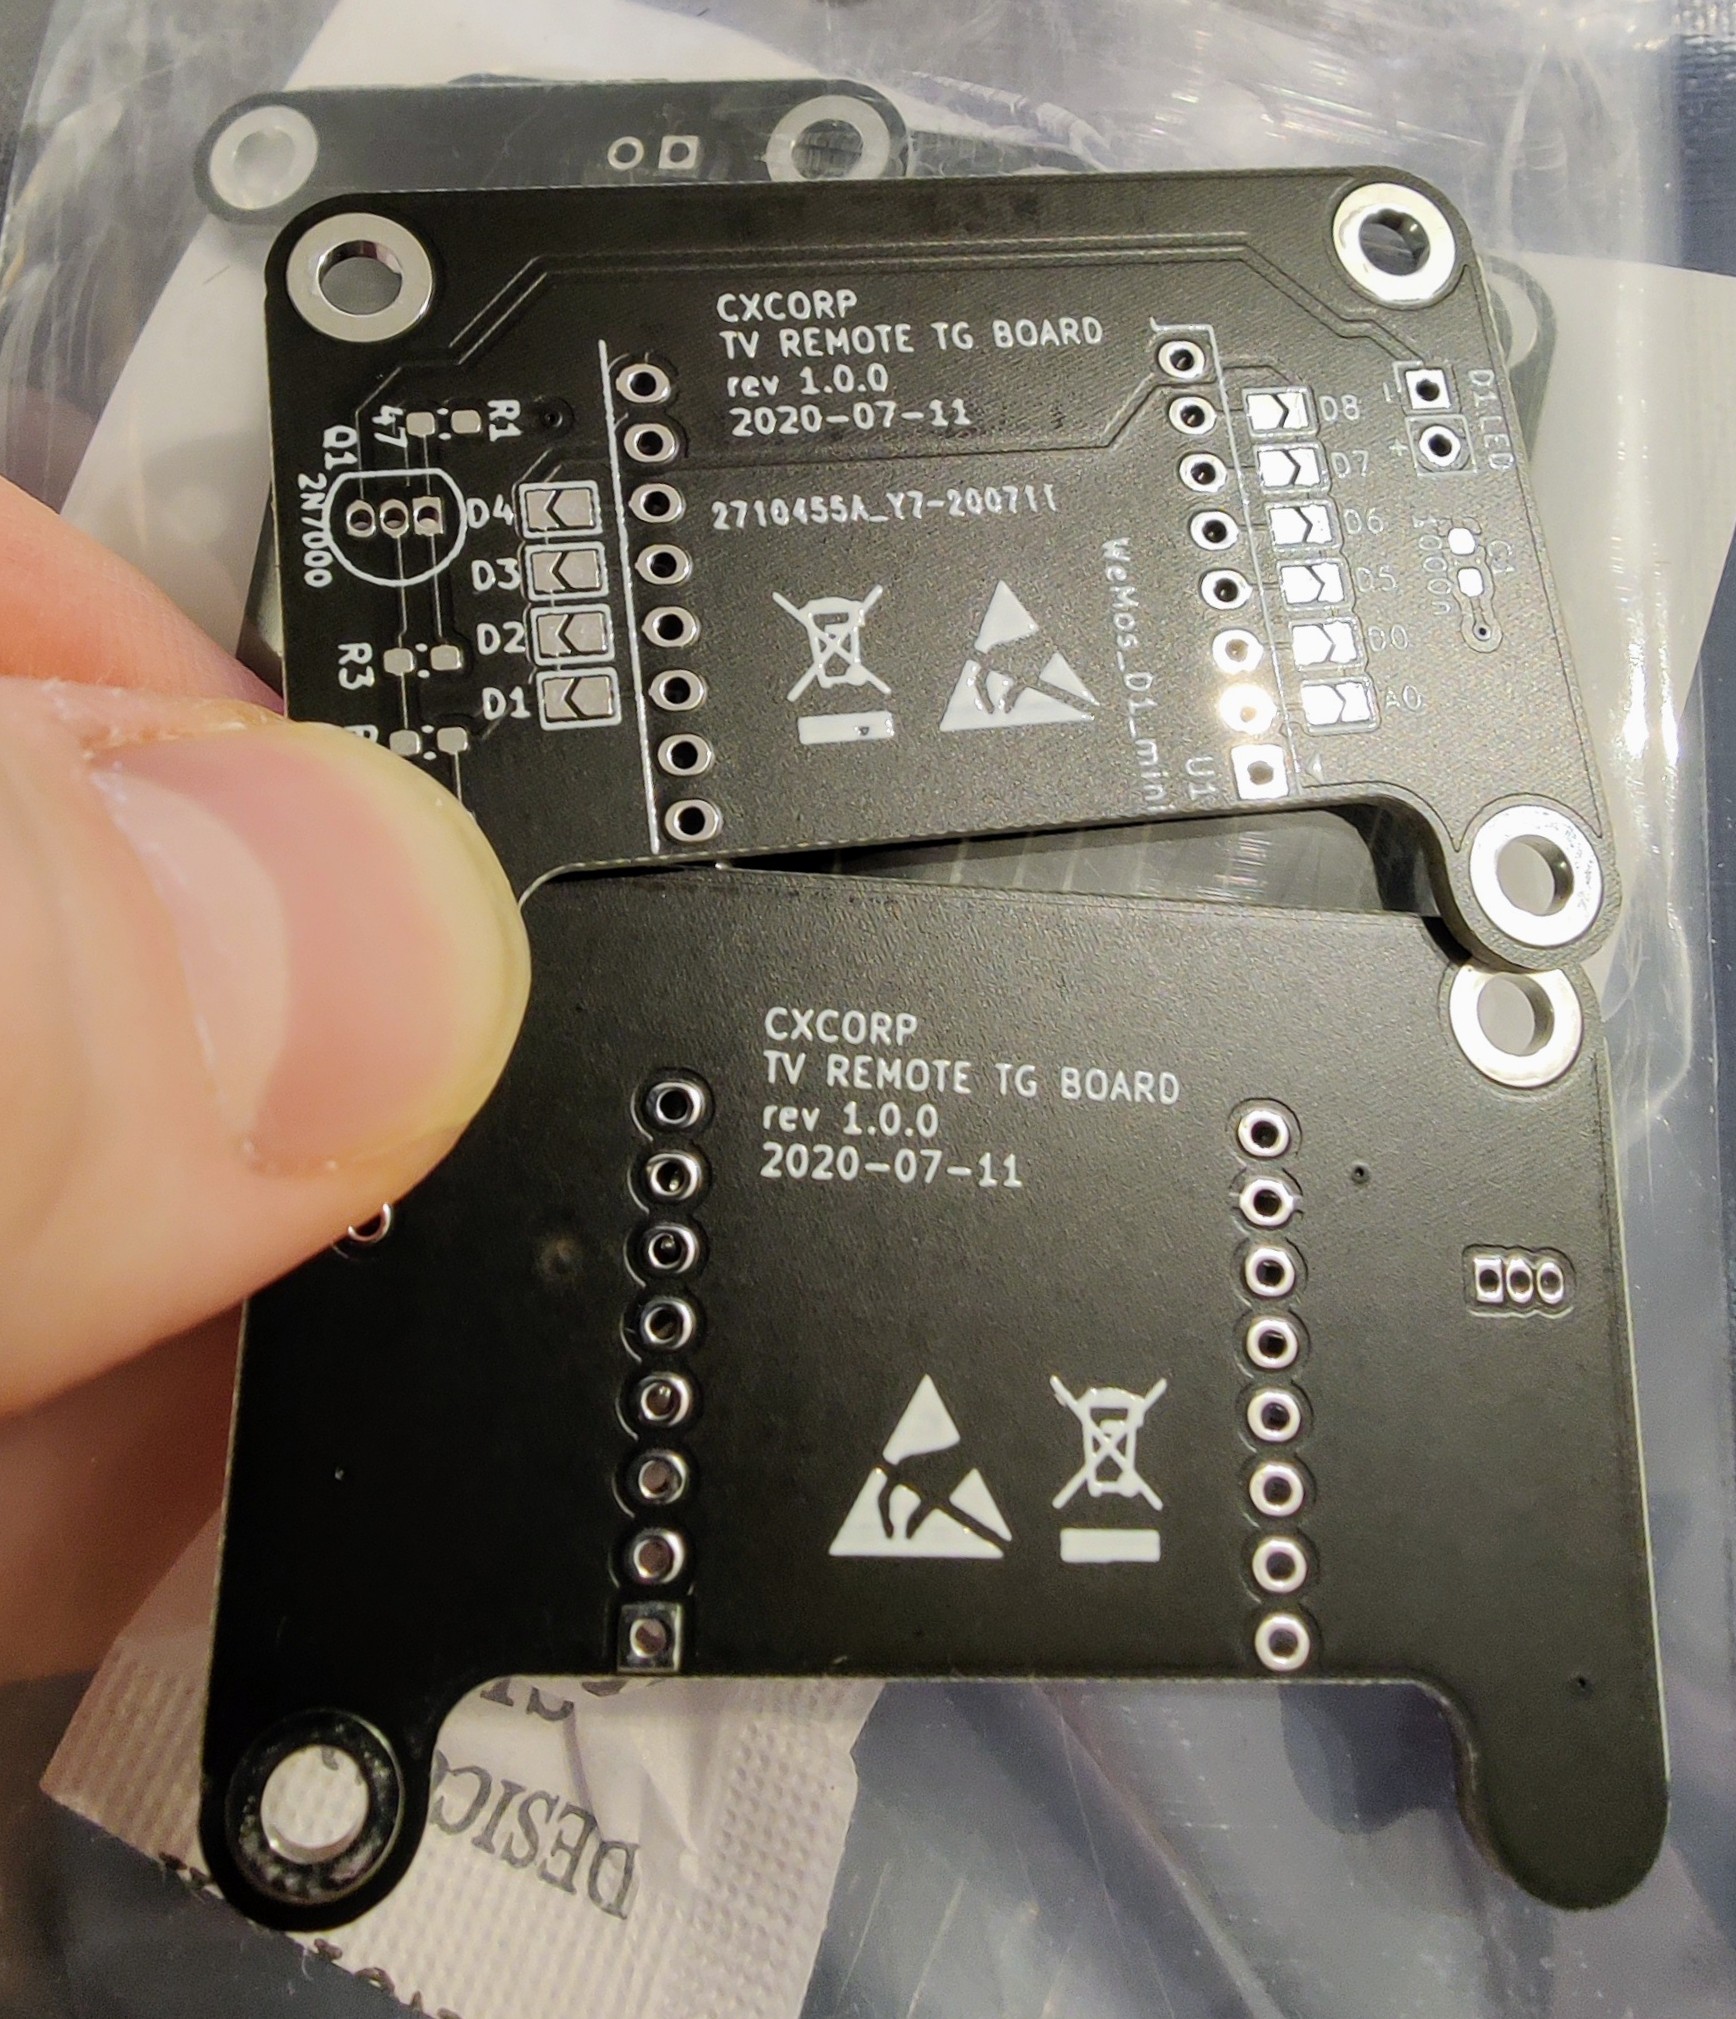 CXCORP
TV REMOTE TG BOARD
rev 1.0.0
2020-07-11
R1
47
Q1
2N7000
D4
D3
D2
D1
R3
2710455A_Y7-200711
WeMos_D1_mini
U1
D8
D7
D6
D5
D0
A0
D1 LED
+
C1
CXCORP
TV REMOTE TG BOARD
rev 1.0.0
2020-07-11